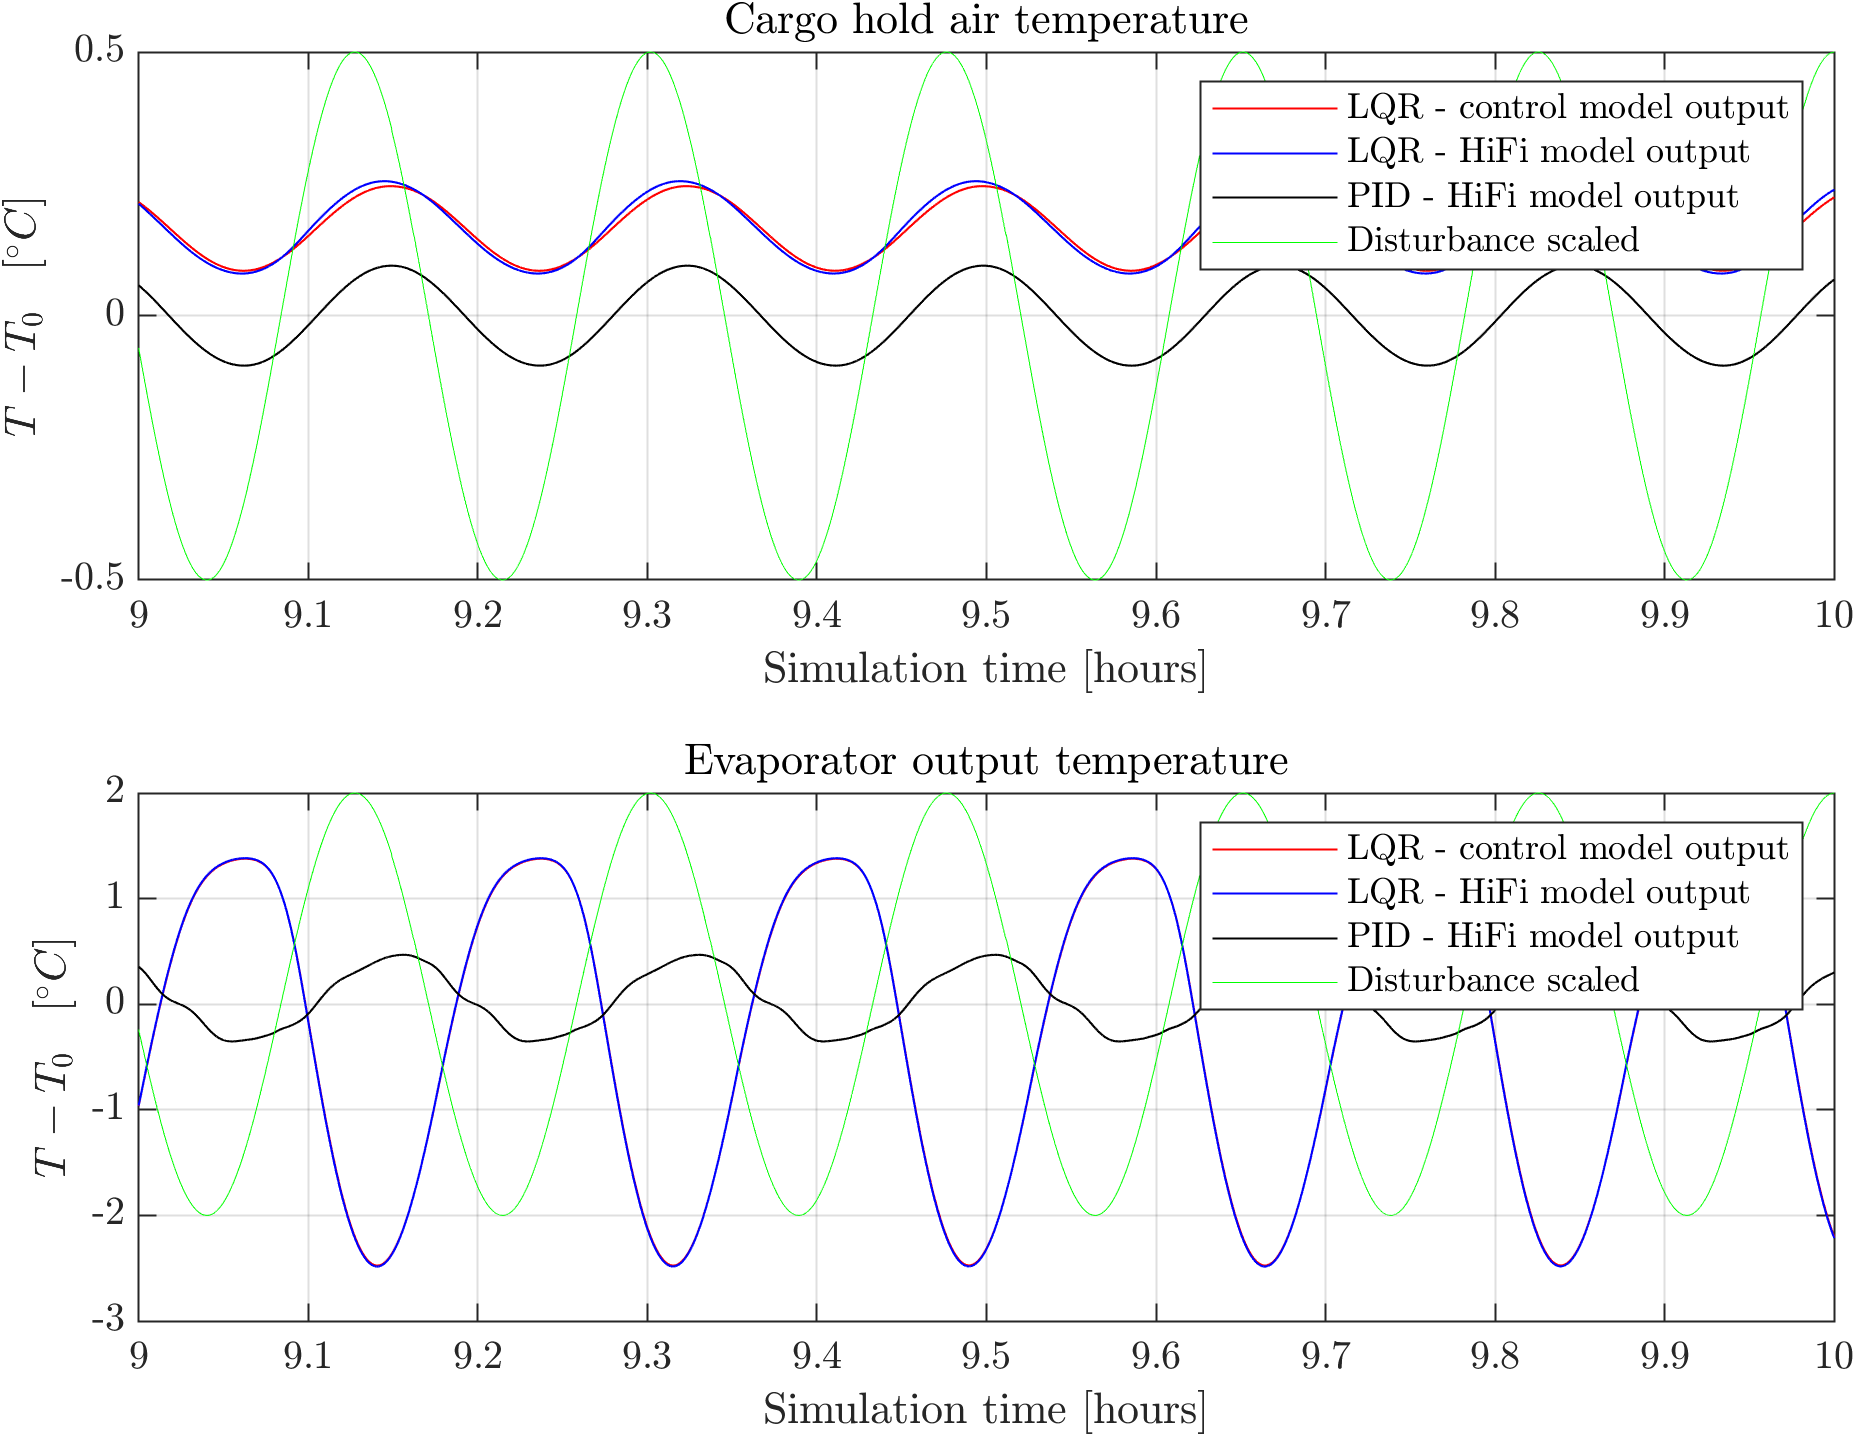 Cargo hold air temperature
0.5
0
-0.5
T − T₀ [°C]
LQR - control model output
LQR - HiFi model output
PID - HiFi model output
Disturbance scaled
9 9.1 9.2 9.3 9.4 9.5 9.6 9.7 9.8 9.9 10
Simulation time [hours]
Evaporator output temperature
2
1
0
-1
-2
-3
T − T₀ [°C]
LQR - control model output
LQR - HiFi model output
PID - HiFi model output
Disturbance scaled
9 9.1 9.2 9.3 9.4 9.5 9.6 9.7 9.8 9.9 10
Simulation time [hours]